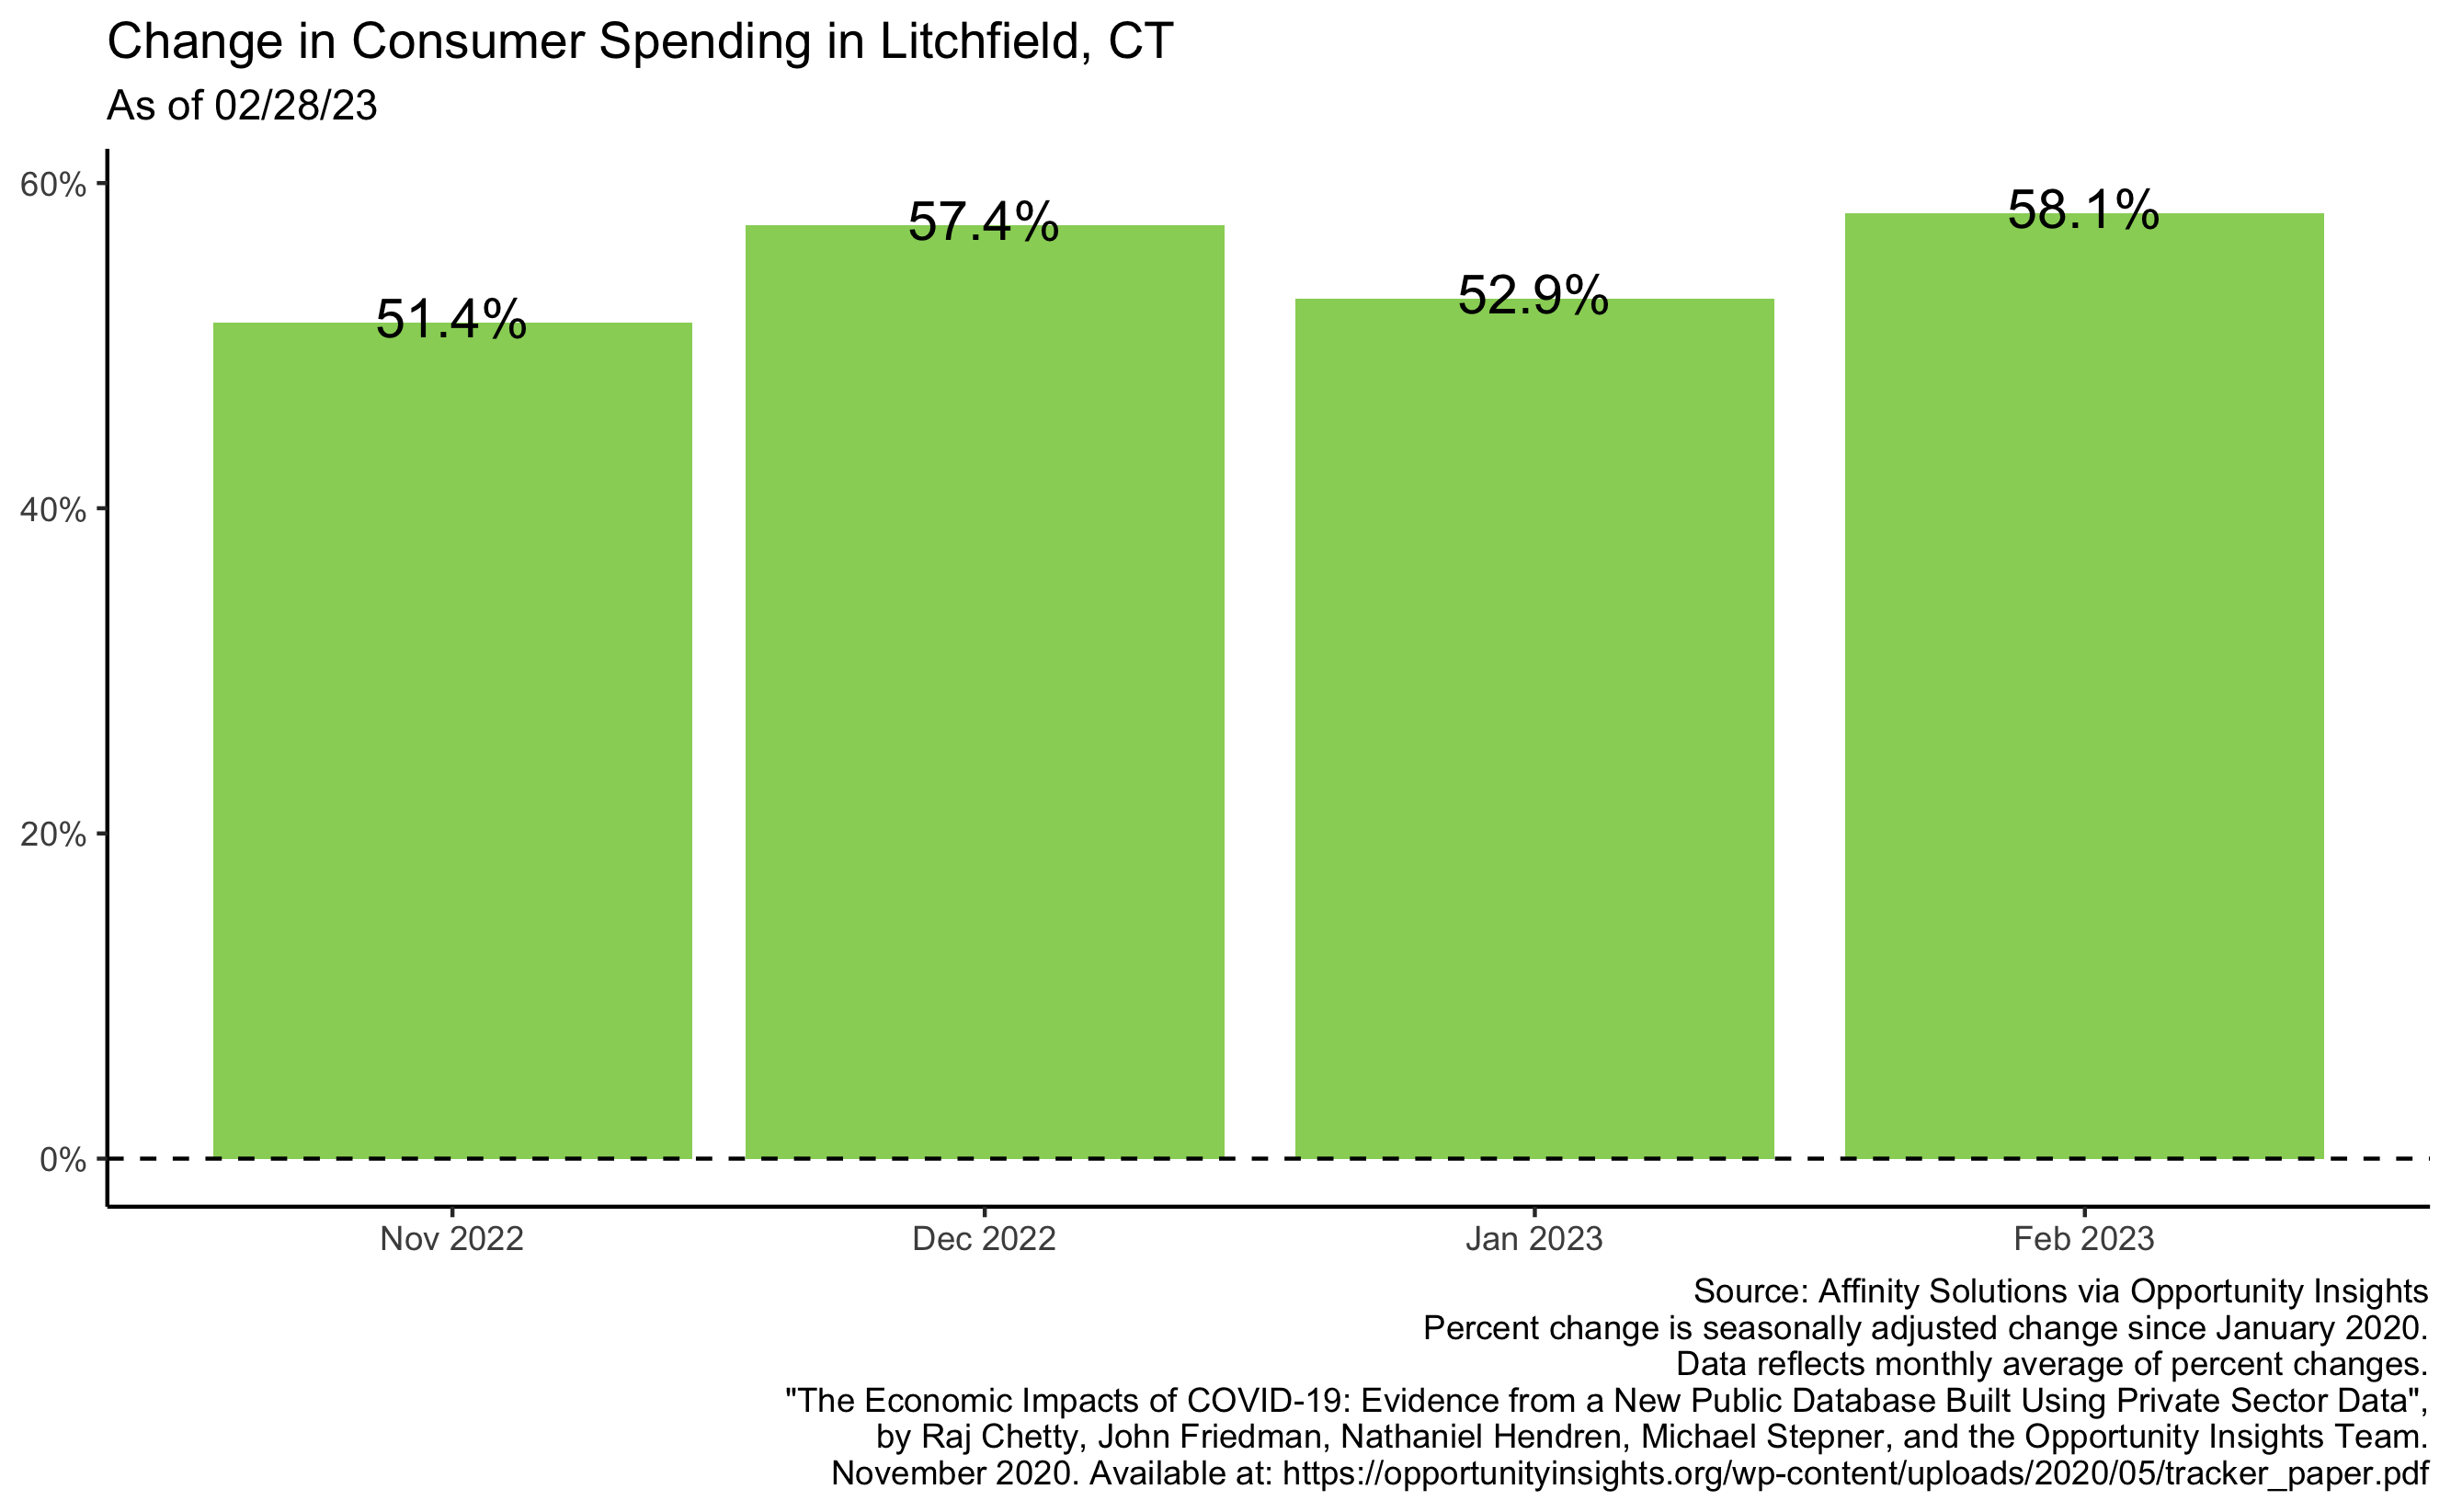 Change in Consumer Spending in Litchfield, CT
As of 02/28/23
60%
40%
20%
0%
51.4%
57.4%
52.9%
58.1%
Nov 2022
Dec 2022
Jan 2023
Feb 2023
Source: Affinity Solutions via Opportunity Insights
Percent change is seasonally adjusted change since January 2020.
Data reflects monthly average of percent changes.
"The Economic Impacts of COVID-19: Evidence from a New Public Database Built Using Private Sector Data",
by Raj Chetty, John Friedman, Nathaniel Hendren, Michael Stepner, and the Opportunity Insights Team.
November 2020. Available at: https://opportunityinsights.org/wp-content/uploads/2020/05/tracker_paper.pdf